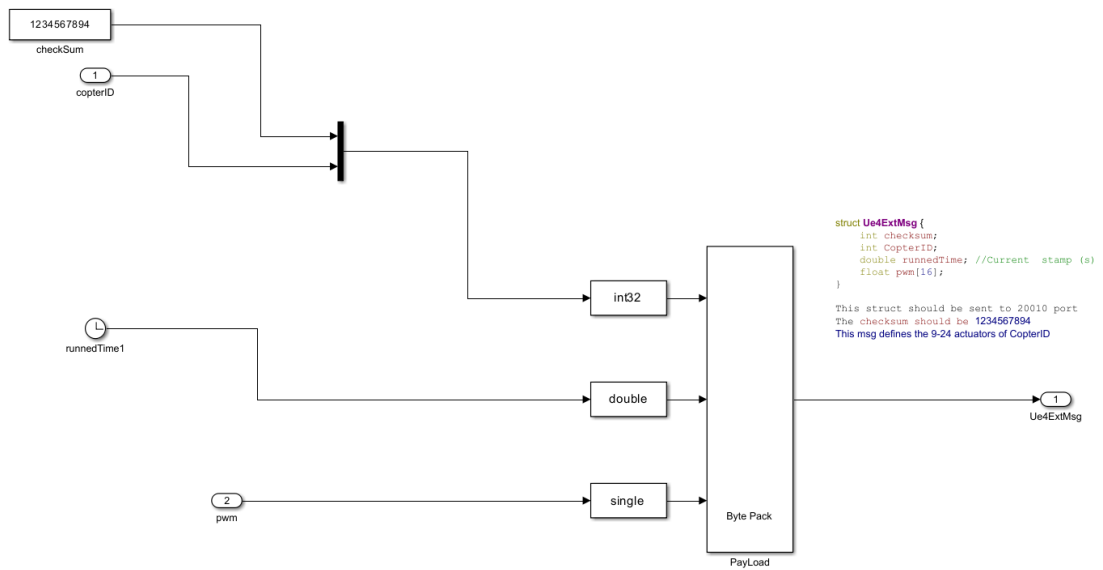 1234567894
checkSum
1
copterID
struct Ue4ExtMsg {
int checksum;
int CopterID;
double runnedTime; //Current  stamp (s)
float pwm[16];
}
This struct should be sent to 20010 port
The checksum should be 1234567894
This msg defines the 9-24 actuators of CopterID
int32
runnedTime1
double
1
Ue4ExtMsg
2
pwm
single
Byte Pack
PayLoad